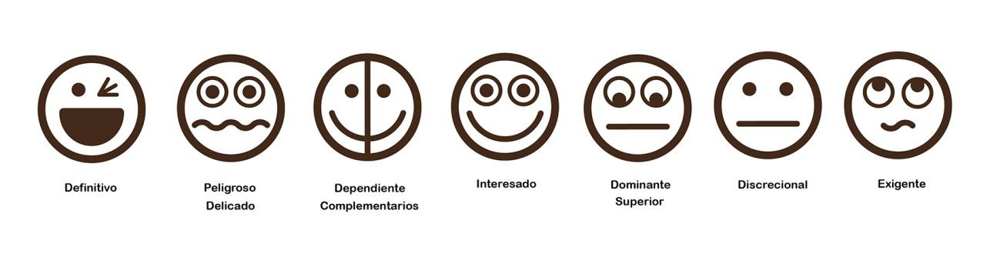 Definitivo
Peligroso
Delicado
Dependiente
Complementarios
Interesado
Dominante
Superior
Discrecional
Exigente